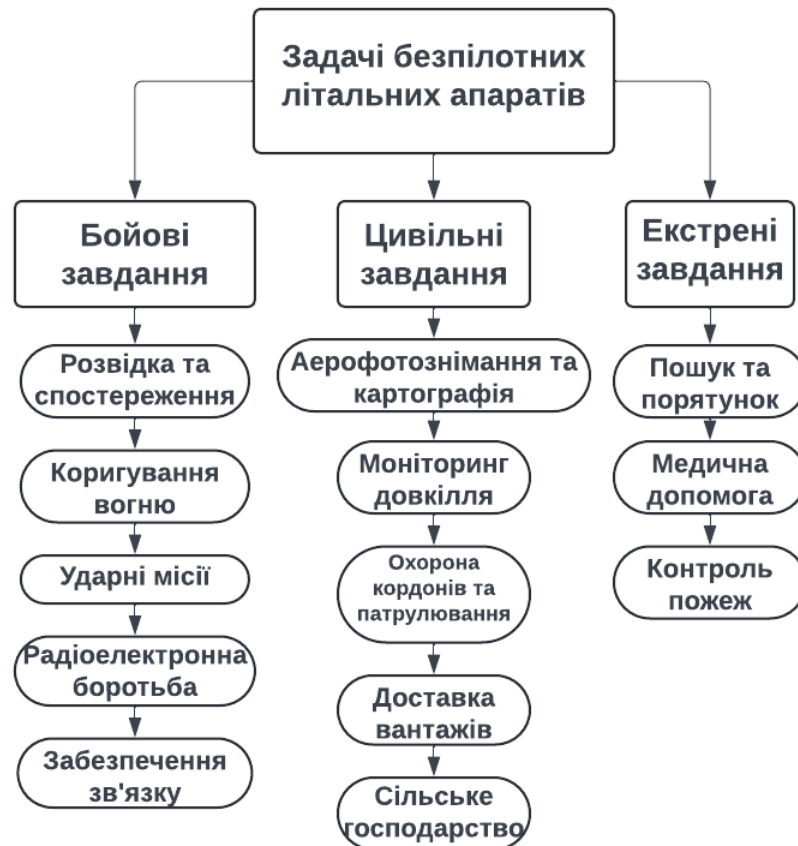 Задачі безпілотних
літальних апаратів
Бойові
завдання
Розвідка та
спостереження
Коригування
вогню
Ударні місії
Радіоелектронна
боротьба
Забезпечення
зв'язку
Цивільні
завдання
Аерофотознімання та
картографія
Моніторинг
довкілля
Охорона
кордонів та
патрулювання
Доставка
вантажів
Сільське
господарство
Екстрені
завдання
Пошук та
порятунок
Медична
допомога
Контроль
пожеж